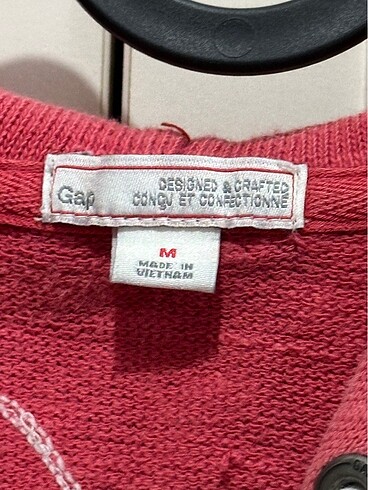 Gap
DESIGNED & CRAFTED
CONÇU ET CONFECTIONNÉ
M
MADE IN
VIETNAM